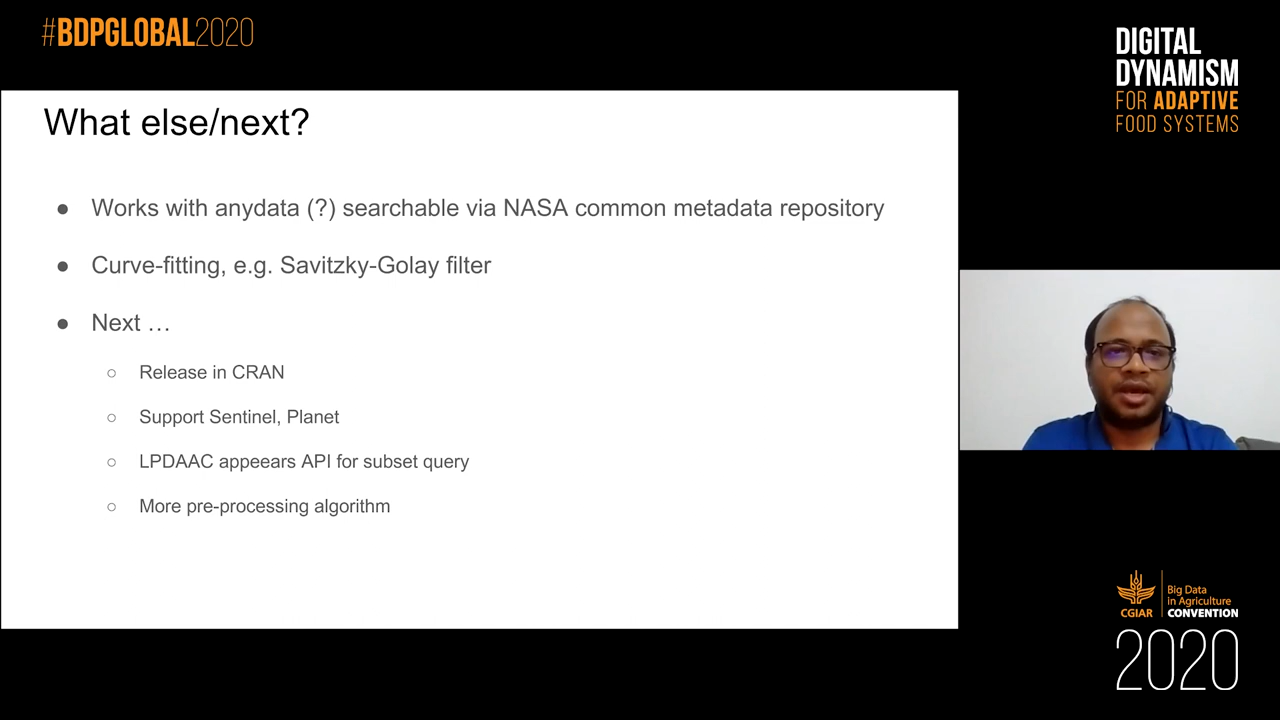 #BDPGLOBAL2020
DIGITAL
DYNAMISM
FOR ADAPTIVE
FOOD SYSTEMS
What else/next?
● Works with anydata (?) searchable via NASA common metadata repository
● Curve-fitting, e.g. Savitzky-Golay filter
● Next …
○ Release in CRAN
○ Support Sentinel, Planet
○ LPDAAC appeears API for subset query
○ More pre-processing algorithm
CGIAR
Big Data
in Agriculture
CONVENTION
2020